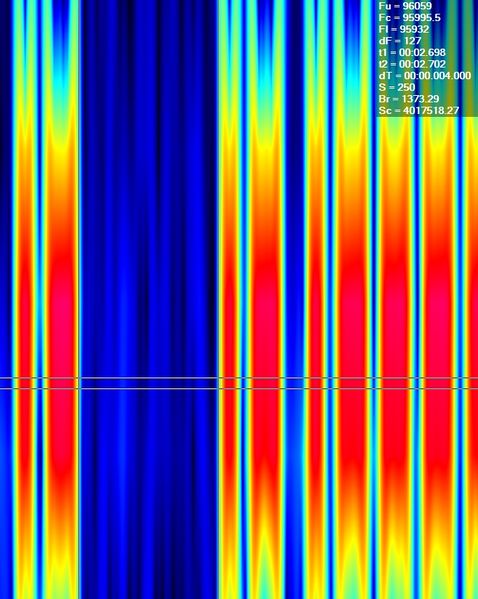 Fu = 96059
Fc = 95995.5
Fl = 95932
dF = 127
t1 = 00:02.698
t2 = 00:02.702
dT = 00:00.004.000
S = 250
Br = 1373.29
Sc = 4017518.27